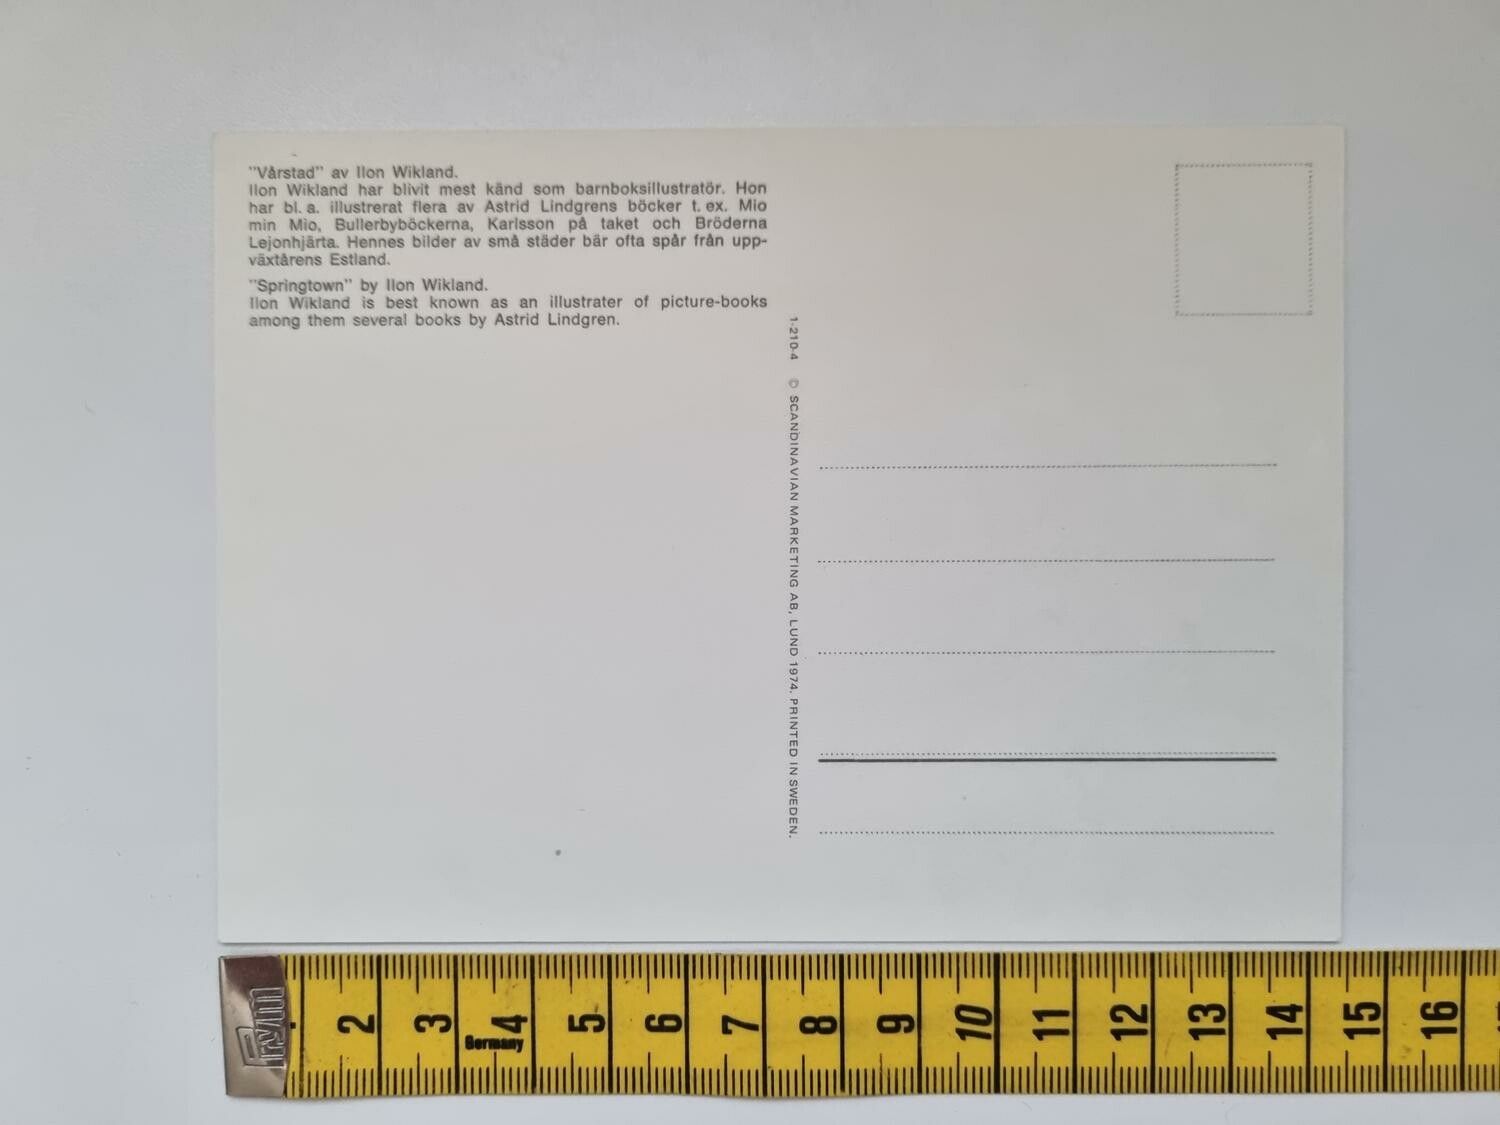 "Vårstad" av Ilon Wikland.
Ilon Wikland har blivit mest känd som barnboksillustratör. Hon
har bl. a. illustrerat flera av Astrid Lindgrens böcker t. ex. Mio
min Mio, Bullerbyböckerna, Karlsson på taket och Bröderna
Lejonhjärta. Hennes bilder av små städer bär ofta spår från upp-
växtårens Estland.
"Springtown" by Ilon Wikland.
Ilon Wikland is best known as an illustrater of picture-books
among them several books by Astrid Lindgren.
1-210-4 © SCANDINAVIAN MARKETING AB, LUND 1974. PRINTED IN SWEDEN.
Prym
2 3 4 5 6 7 8 9 10 11 12 13 14 15 16
Germany